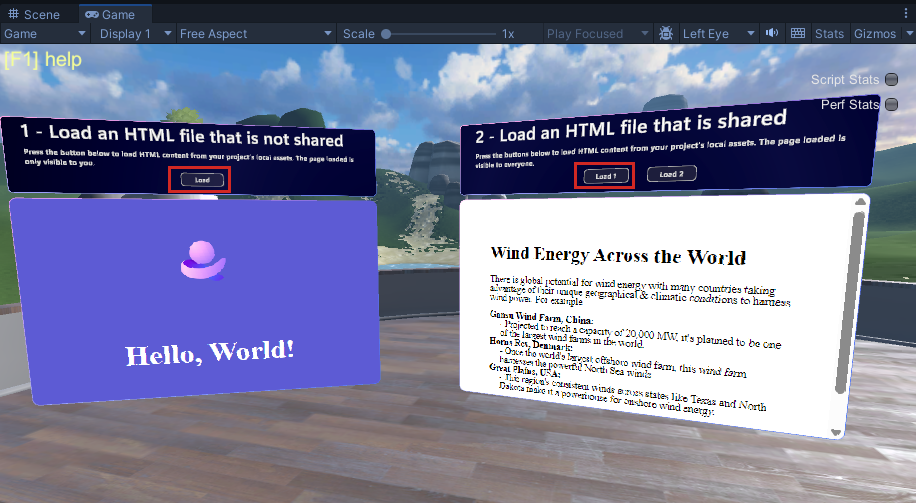 Scene
Game
Game
Display 1
Free Aspect
Scale
1x
Play Focused
Left Eye
Stats
Gizmos
[F1] help
Script Stats
Perf Stats
1 - Load an HTML file that is not shared
Press the button below to load HTML content from your project's local assets. The page loaded is
only visible to you.
Load
2 - Load an HTML file that is shared
Press the buttons below to load HTML content from your project's local assets. The page loaded is
visible to everyone.
Load 1
Load 2
Hello, World!
Wind Energy Across the World
There is global potential for wind energy with many countries taking
advantage of their unique geographical & climatic conditions to harness
wind power. For example:
Gansu Wind Farm, China:
- Projected to reach a capacity of 20,000 MW, it's planned to be one
of the largest wind farms in the world.
Horns Rev, Denmark:
- Once the world's largest offshore wind farm, this wind farm
harnesses the powerful North Sea winds.
Great Plains, USA:
- This region's consistent winds across states like Texas and North
Dakota make it a powerhouse for onshore wind energy.